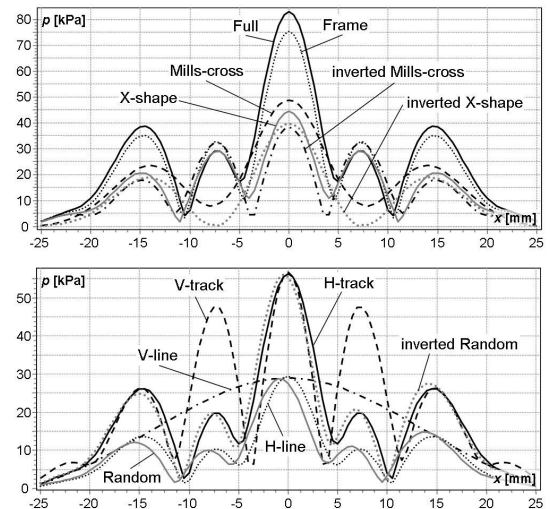 p [kPa]
80
70
60
50
40
30
20
10
0
Full
Frame
Mills-cross
inverted Mills-cross
X-shape
inverted X-shape
x [mm]
-25 -20 -15 -10 -5 0 5 10 15 20 25
p [kPa]
50
40
30
20
10
0
V-track
H-track
V-line
inverted Random
H-line
Random
x [mm]
-25 -20 -15 -10 -5 0 5 10 15 20 25